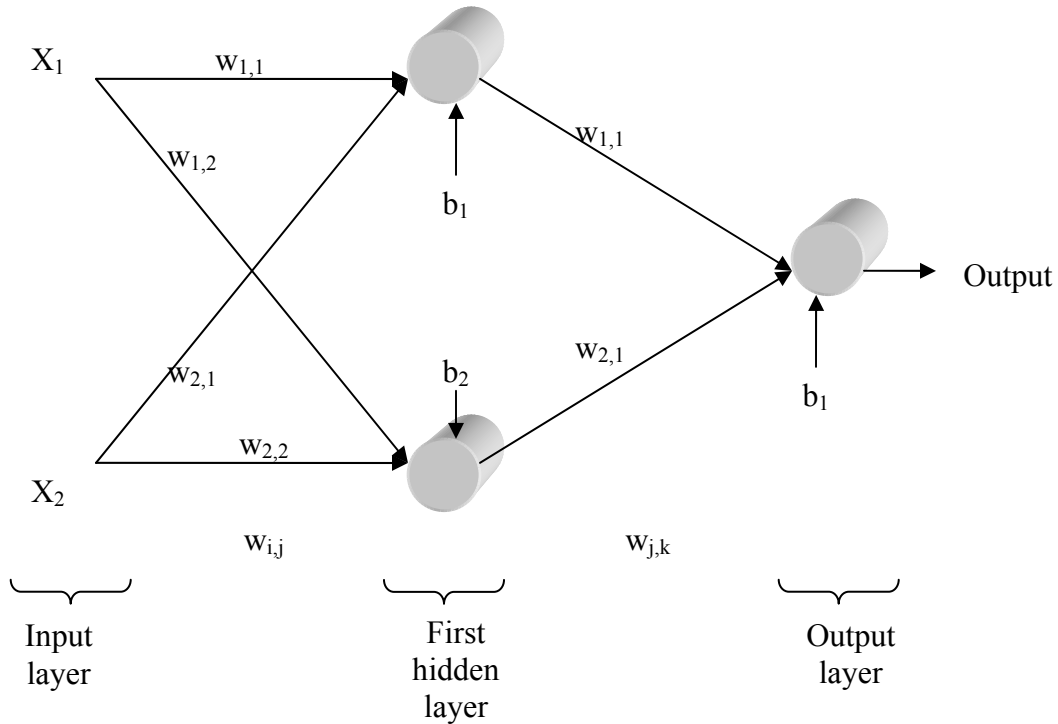 X₁
w₁,₁
w₁,₂
b₁
w₁,₁
Output
w₂,₁
b₂
w₂,₁
b₁
w₂,₂
X₂
wᵢ,ⱼ
wⱼ,ₖ
Input
layer
First
hidden
layer
Output
layer